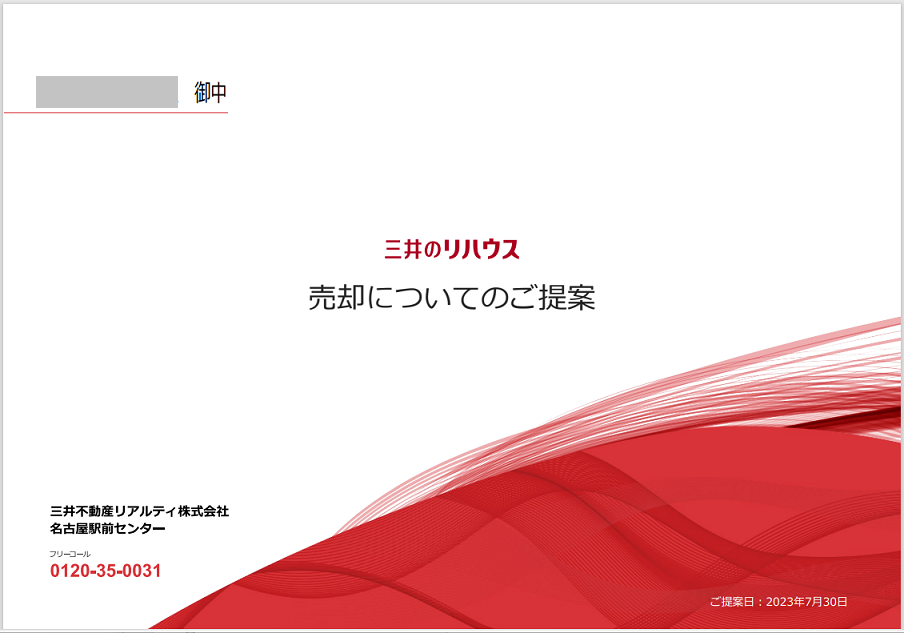 御中
三井のリハウス
売却についてのご提案
三井不動産リアルティ株式会社
名古屋駅前センター
フリーコール
0120-35-0031
ご提案日：2023年7月30日